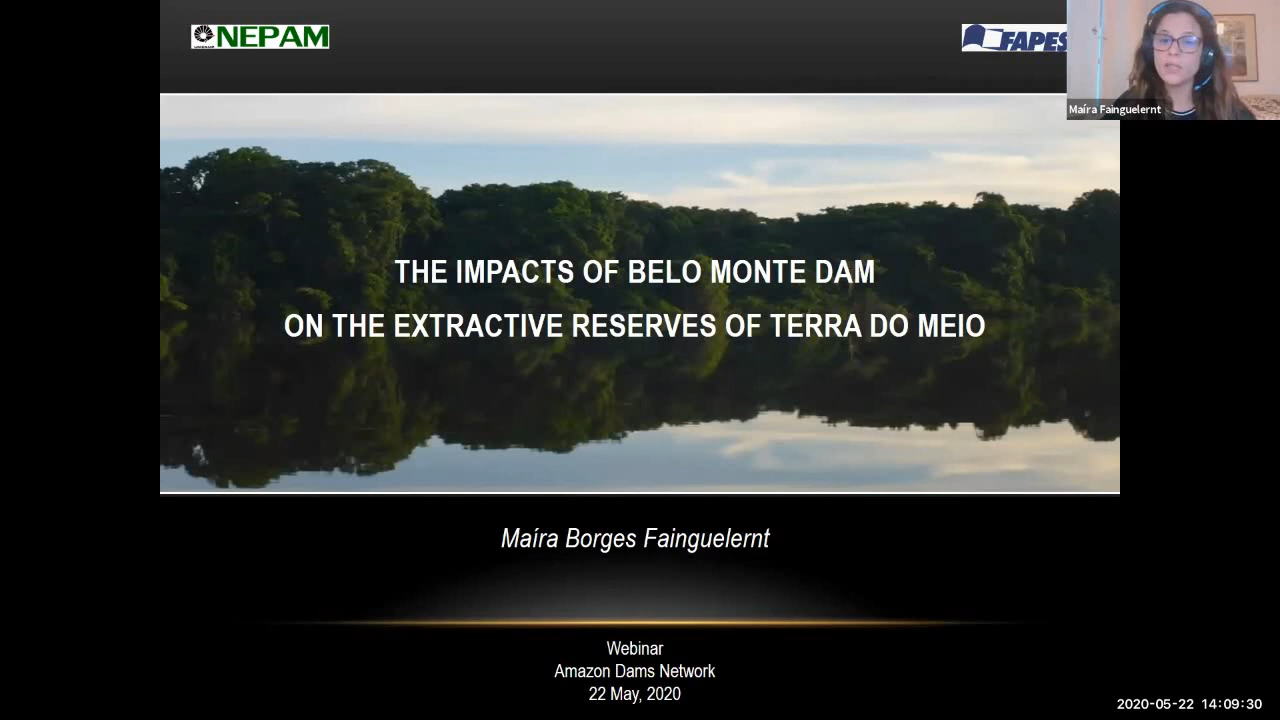 NEPAM
FAPES
Maíra Fainguelernt
THE IMPACTS OF BELO MONTE DAM
ON THE EXTRACTIVE RESERVES OF TERRA DO MEIO
Maíra Borges Fainguelernt
Webinar
Amazon Dams Network
22 May, 2020
2020-05-22 14:09:30